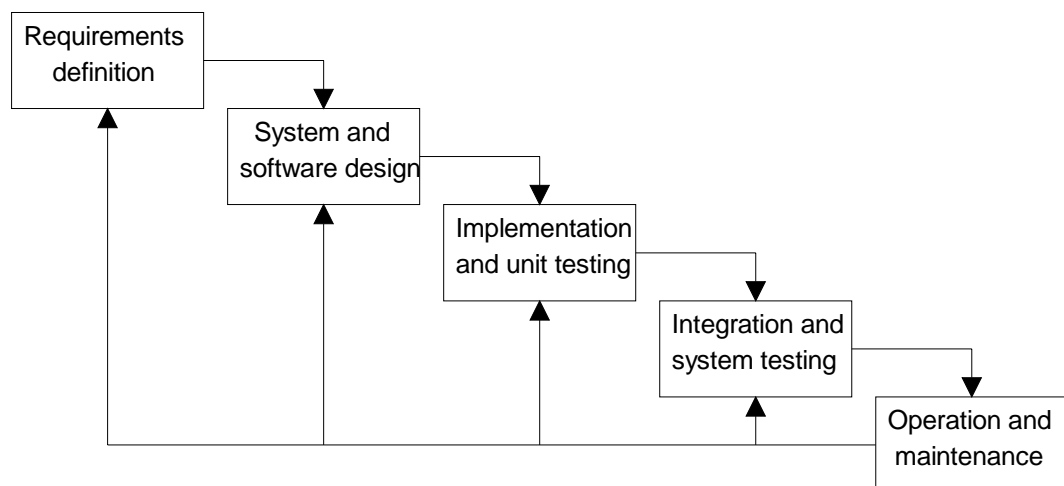 Requirements
definition
System and
software design
Implementation
and unit testing
Integration and
system testing
Operation and
maintenance